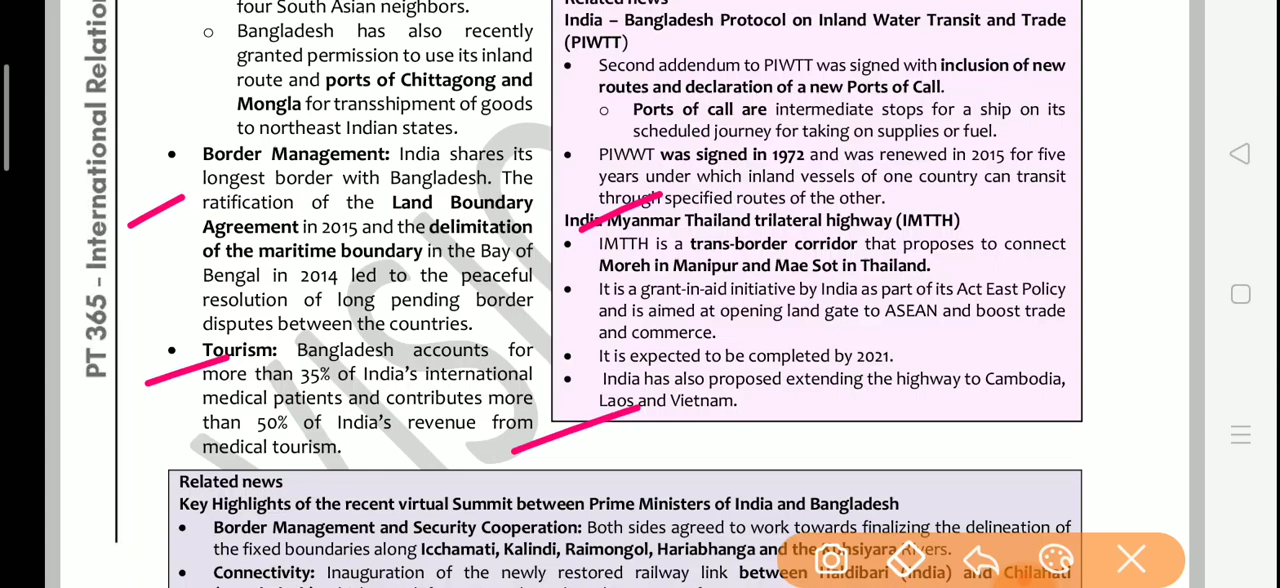 PT 365 – International Relation
four South Asian neighbors.
o Bangladesh has also recently
granted permission to use its inland
route and ports of Chittagong and
Mongla for transshipment of goods
to northeast Indian states.
• Border Management: India shares its
longest border with Bangladesh. The
ratification of the Land Boundary
Agreement in 2015 and the delimitation
of the maritime boundary in the Bay of
Bengal in 2014 led to the peaceful
resolution of long pending border
disputes between the countries.
• Tourism: Bangladesh accounts for
more than 35% of India's international
medical patients and contributes more
than 50% of India's revenue from
medical tourism.
Related news
India – Bangladesh Protocol on Inland Water Transit and Trade
(PIWTT)
• Second addendum to PIWTT was signed with inclusion of new
routes and declaration of a new Ports of Call.
o Ports of call are intermediate stops for a ship on its
scheduled journey for taking on supplies or fuel.
• PIWWT was signed in 1972 and was renewed in 2015 for five
years under which inland vessels of one country can transit
through specified routes of the other.
India Myanmar Thailand trilateral highway (IMTTH)
• IMTTH is a trans-border corridor that proposes to connect
Moreh in Manipur and Mae Sot in Thailand.
• It is a grant-in-aid initiative by India as part of its Act East Policy
and is aimed at opening land gate to ASEAN and boost trade
and commerce.
• It is expected to be completed by 2021.
• India has also proposed extending the highway to Cambodia,
Laos and Vietnam.
Related news
Key Highlights of the recent virtual Summit between Prime Ministers of India and Bangladesh
• Border Management and Security Cooperation: Both sides agreed to work towards finalizing the delineation of
the fixed boundaries along Icchamati, Kalindi, Raimongol, Hariabhanga and the Rivers.
• Connectivity: Inauguration of the newly restored railway link between Haldibari (India) and Chilahati